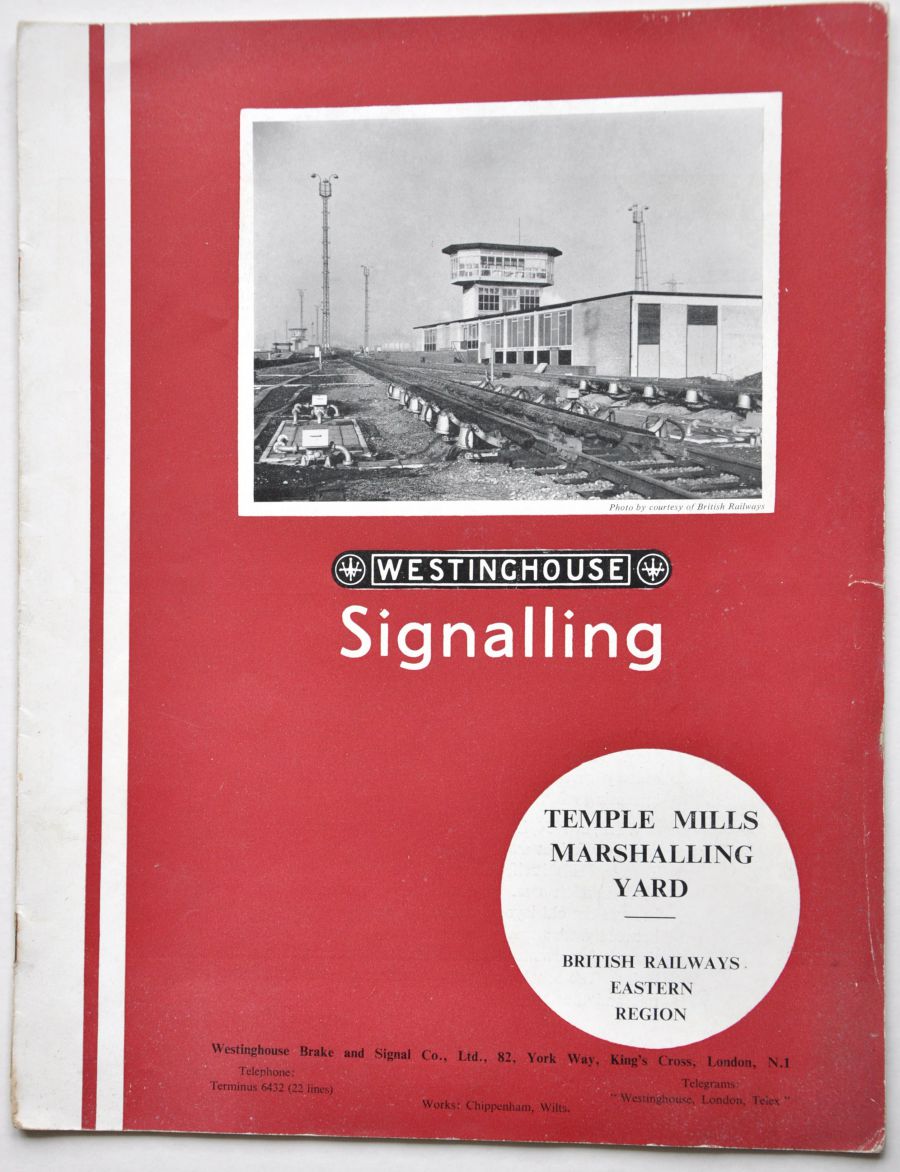 Photo by courtesy of British Railways
WESTINGHOUSE
Signalling
TEMPLE MILLS
MARSHALLING
YARD
BRITISH RAILWAYS
EASTERN
REGION
Westinghouse Brake and Signal Co., Ltd., 82, York Way, King's Cross, London, N.1
Telephone:
Terminus 6432 (22 lines)
Telegrams:
"Westinghouse, London, Telex"
Works: Chippenham, Wilts.